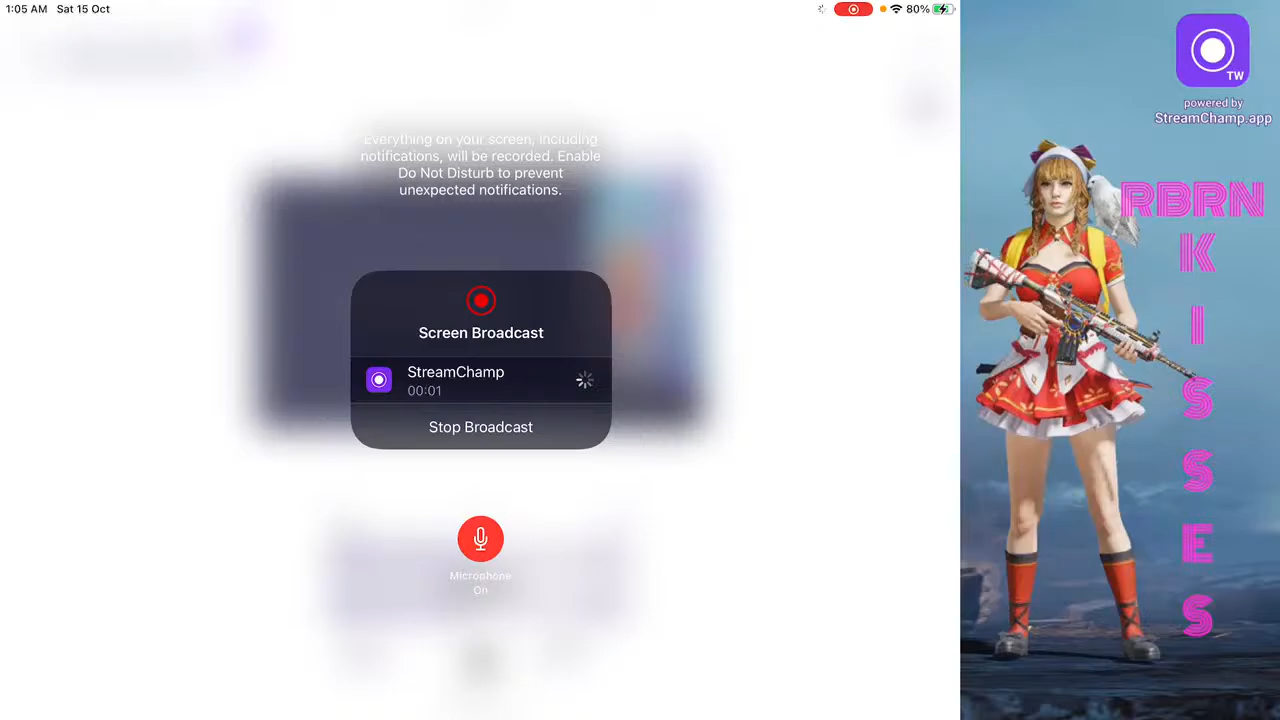 1:05 AM Sat 15 Oct
80%
Everything on your screen, including
notifications, will be recorded. Enable
Do Not Disturb to prevent
unexpected notifications.
Screen Broadcast
StreamChamp
00:01
Stop Broadcast
Microphone
On
TW
powered by
StreamChamp.app
RBRN
K
I
S
S
E
S